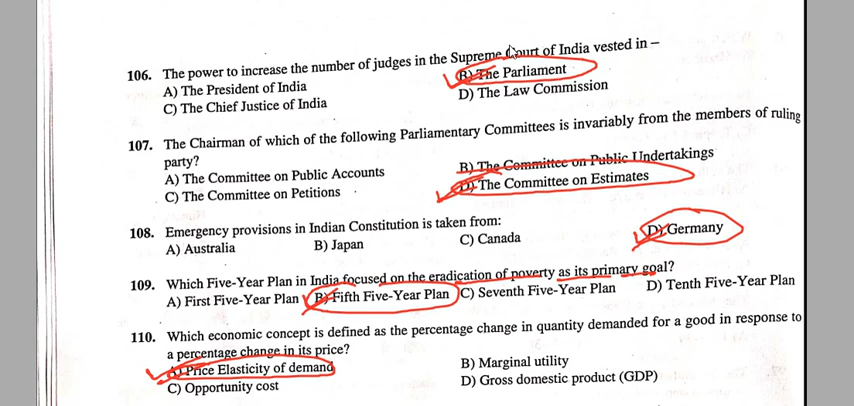 106. The power to increase the number of judges in the Supreme Court of India vested in –
A) The President of India B) The Parliament
C) The Chief Justice of India D) The Law Commission
107. The Chairman of which of the following Parliamentary Committees is invariably from the members of ruling
party?
A) The Committee on Public Accounts B) The Committee on Public Undertakings
C) The Committee on Petitions D) The Committee on Estimates
108. Emergency provisions in Indian Constitution is taken from:
A) Australia B) Japan C) Canada D) Germany
109. Which Five-Year Plan in India focused on the eradication of poverty as its primary goal?
A) First Five-Year Plan B) Fifth Five-Year Plan C) Seventh Five-Year Plan D) Tenth Five-Year Plan
110. Which economic concept is defined as the percentage change in quantity demanded for a good in response to
a percentage change in its price?
A) Price Elasticity of demand B) Marginal utility
C) Opportunity cost D) Gross domestic product (GDP)